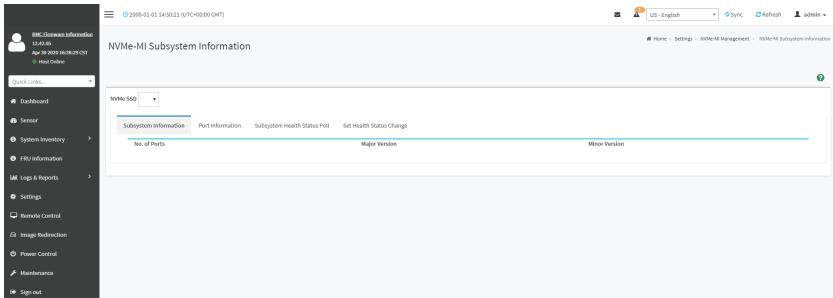 BMC Firmware Information
12.42.05
Apr 30 2020 16:38:29 CST
Host Online
Quick Links...
Dashboard
Sensor
System Inventory
FRU Information
Logs & Reports
Settings
Remote Control
Image Redirection
Power Control
Maintenance
Sign out
2000-01-01 14:50:21 (UTC+00:00 GMT)
US - English
Sync
Refresh
admin
NVMe-MI Subsystem Information
Home
Settings
NVMe-MI Management
NVMe-MI Subsystem Information
NVMe SSD
Subsystem Information
Port Information
Subsystem Health Status Poll
Set Health Status Change
No. of Ports
Major Version
Minor Version